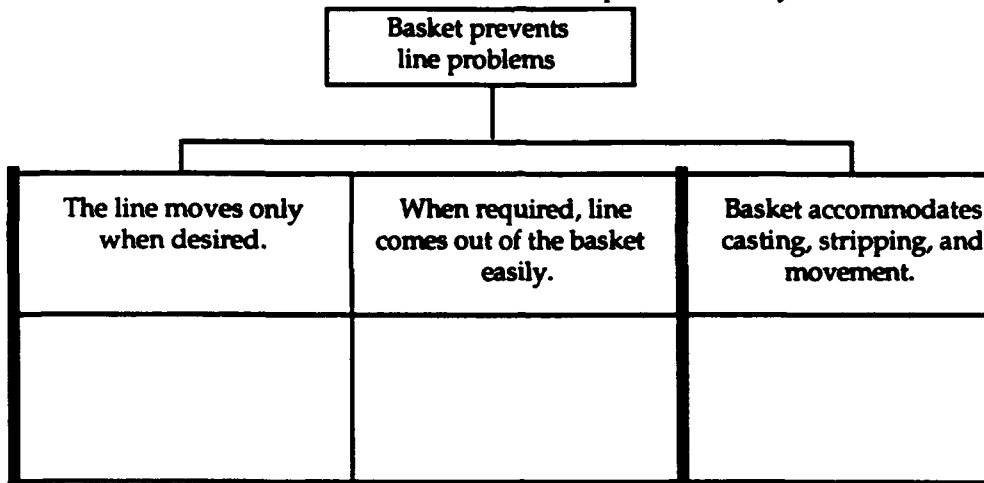 Basket prevents
line problems
The line moves only
when desired.
When required, line
comes out of the basket
easily.
Basket accommodates
casting, stripping, and
movement.